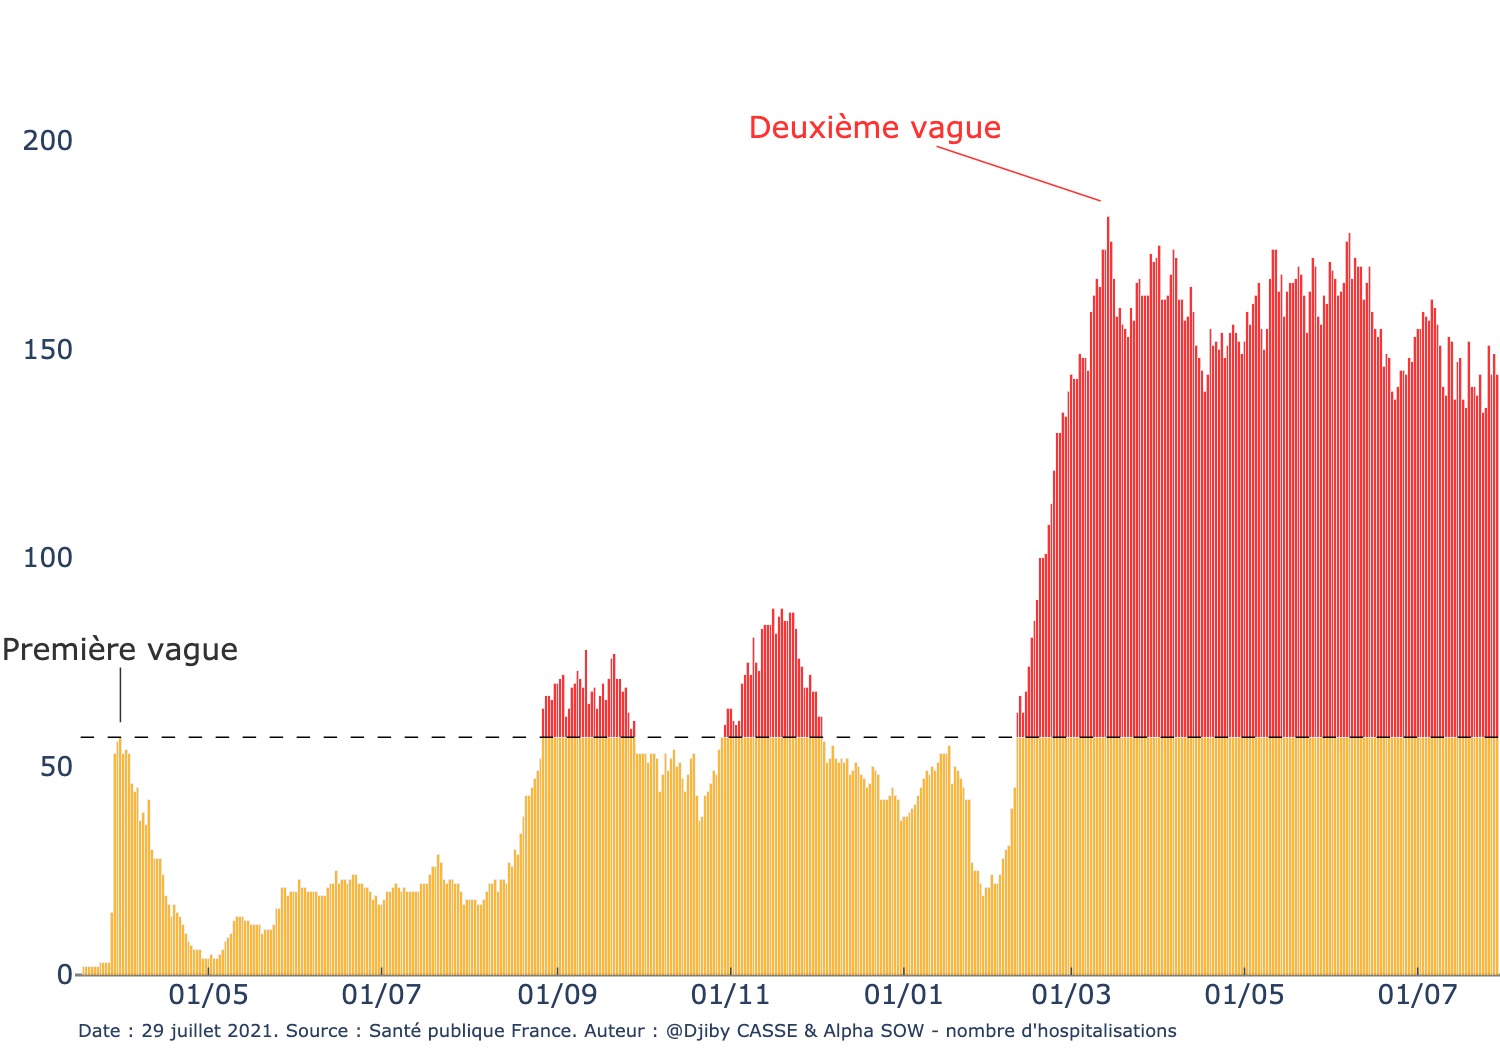 200
Deuxième vague
150
100
Première vague
50
0
01/05 01/07 01/09 01/11 01/01 01/03 01/05 01/07
Date : 29 juillet 2021. Source : Santé publique France. Auteur : @Djiby CASSE & Alpha SOW - nombre d'hospitalisations